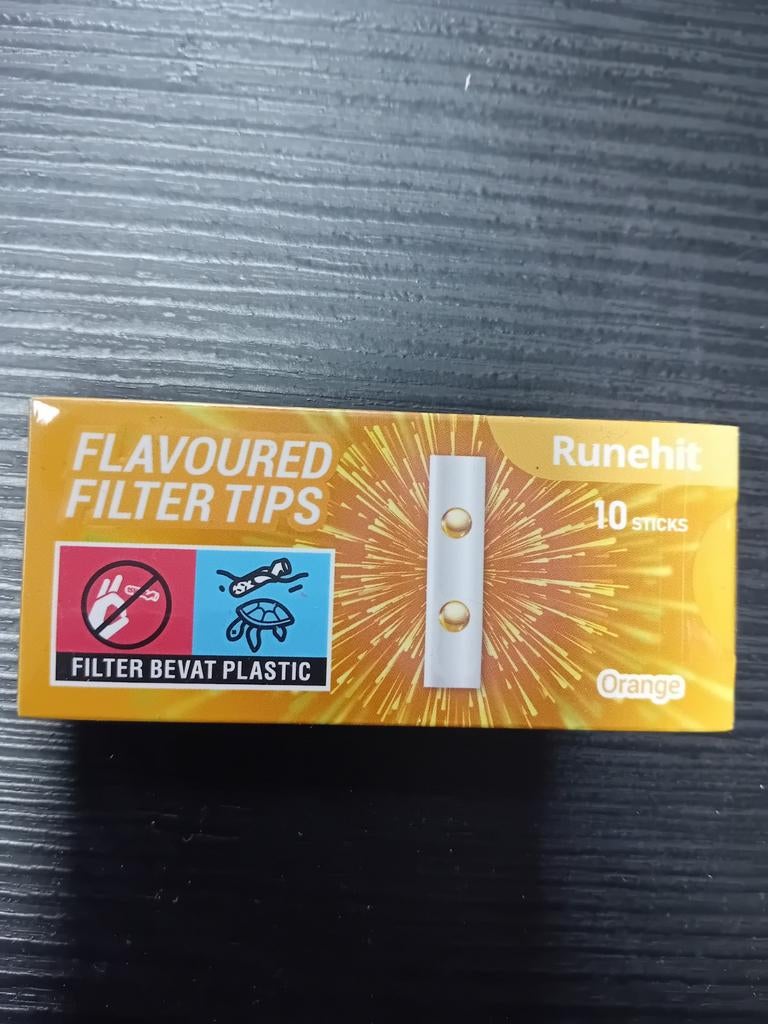 FLAVOURED
FILTER TIPS
Runehit
10 STICKS
FILTER BEVAT PLASTIC
Orange